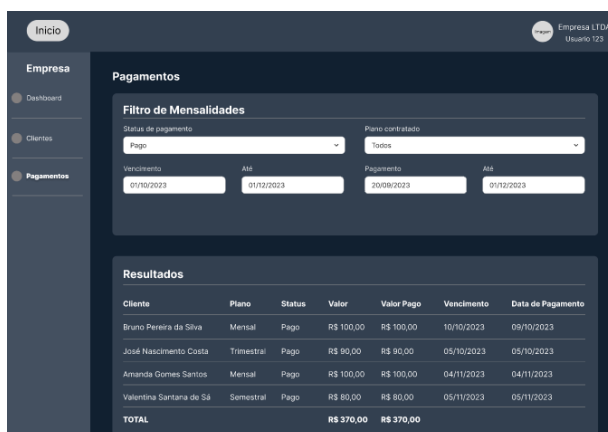 Inicio
Imagem
Empresa LTDA
Usuario 123
Empresa
Dashboard
Clientes
Pagamentos
Pagamentos
Filtro de Mensalidades
Status de pagamento Plano contratado
Pago Todos
Vencimento Até Pagamento Até
01/10/2023 01/12/2023 20/09/2023 01/12/2023
Resultados
Cliente Plano Status Valor Valor Pago Vencimento Data de Pagamento
Bruno Pereira da Silva Mensal Pago R$ 100,00 R$ 100,00 10/10/2023 09/10/2023
José Nascimento Costa Trimestral Pago R$ 90,00 R$ 90,00 05/10/2023 05/10/2023
Amanda Gomes Santos Mensal Pago R$ 100,00 R$ 100,00 04/11/2023 04/11/2023
Valentina Santana de Sá Semestral Pago R$ 80,00 R$ 80,00 05/11/2023 05/11/2023
TOTAL R$ 370,00 R$ 370,00